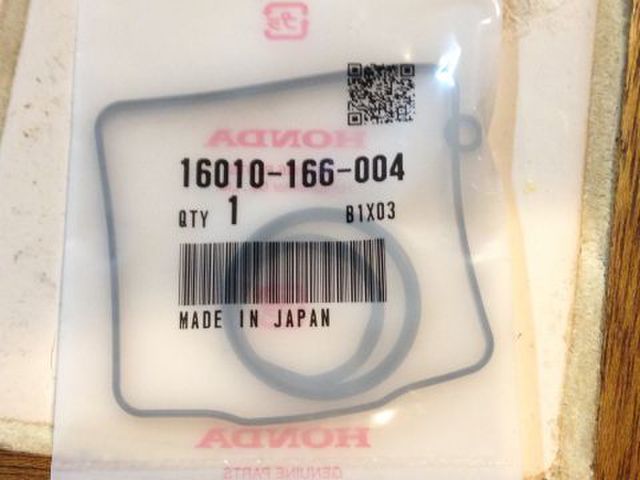 HONDA
16010-166-004
QTY 1 B1X03
MADE IN JAPAN
HONDA
GENUINE PARTS